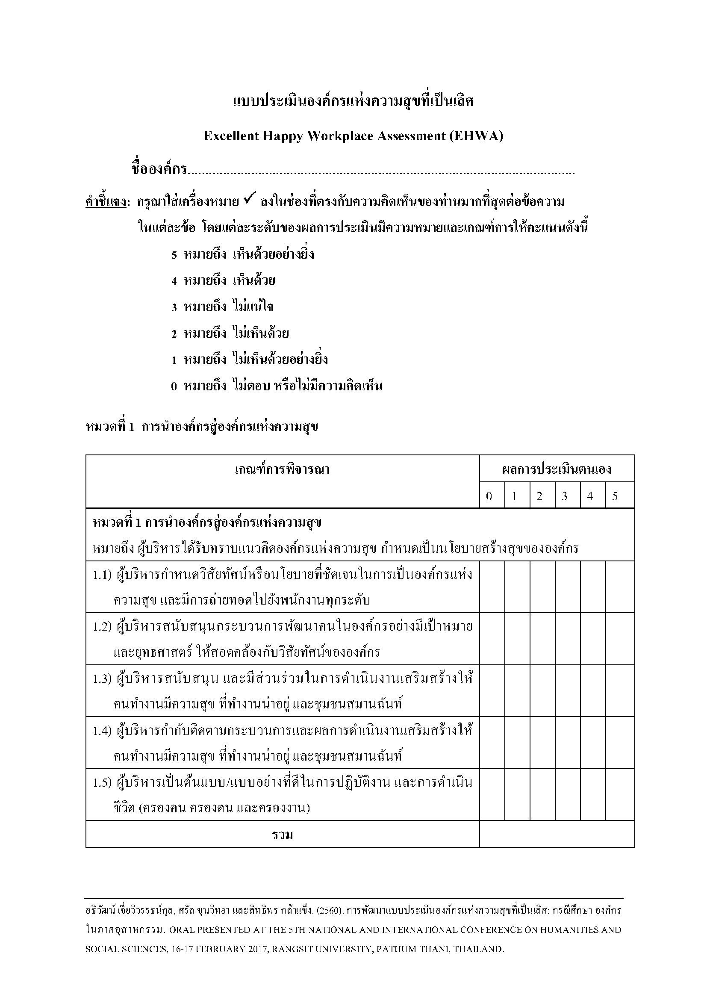 แบบประเมินองค์กรแห่งความสุขที่เป็นเลิศ
Excellent Happy Workplace Assessment (EHWA)
ชื่อองค์กร.............................................................................................................
คำชี้แจง: กรุณาใส่เครื่องหมาย ✓ ลงในช่องที่ตรงกับความคิดเห็นของท่านมากที่สุดต่อข้อความ
ในแต่ละข้อ โดยแต่ละระดับของผลการประเมินมีความหมายและเกณฑ์การให้คะแนนดังนี้
5 หมายถึง เห็นด้วยอย่างยิ่ง
4 หมายถึง เห็นด้วย
3 หมายถึง ไม่แน่ใจ
2 หมายถึง ไม่เห็นด้วย
1 หมายถึง ไม่เห็นด้วยอย่างยิ่ง
0 หมายถึง ไม่ตอบ หรือไม่มีความคิดเห็น
หมวดที่ 1 การนำองค์กรสู่องค์กรแห่งความสุข
เกณฑ์การพิจารณา ผลการประเมินตนเอง
0 1 2 3 4 5
หมวดที่ 1 การนำองค์กรสู่องค์กรแห่งความสุข
หมายถึง ผู้บริหารได้รับทราบแนวคิดองค์กรแห่งความสุข กำหนดเป็นนโยบายสร้างสุขขององค์กร
1.1) ผู้บริหารกำหนดวิสัยทัศน์หรือนโยบายที่ชัดเจนในการเป็นองค์กรแห่ง
ความสุข และมีการถ่ายทอดไปยังพนักงานทุกระดับ
1.2) ผู้บริหารสนับสนุนกระบวนการพัฒนาคนในองค์กรอย่างมีเป้าหมาย
และยุทธศาสตร์ ให้สอดคล้องกับวิสัยทัศน์ขององค์กร
1.3) ผู้บริหารสนับสนุน และมีส่วนร่วมในการดำเนินงานเสริมสร้างให้
คนทำงานมีความสุข ที่ทำงานน่าอยู่ และชุมชนสมานฉันท์
1.4) ผู้บริหารกำกับติดตามกระบวนการและผลการดำเนินงานเสริมสร้างให้
คนทำงานมีความสุข ที่ทำงานน่าอยู่ และชุมชนสมานฉันท์
1.5) ผู้บริหารเป็นต้นแบบ/แบบอย่างที่ดีในการปฏิบัติงาน และการดำเนิน
ชีวิต (ครองคน ครองตน และครองงาน)
รวม
อธิวัฒน์ เจี่ยวิวรรธน์กุล, ศรัล ขุนวิทยา และสิทธิพร กล้าแข็ง. (2560). การพัฒนาแบบประเมินองค์กรแห่งความสุขที่เป็นเลิศ: กรณีศึกษา องค์กร
ในภาคอุสาหกรรม. ORAL PRESENTED AT THE 5TH NATIONAL AND INTERNATIONAL CONFERENCE ON HUMANITIES AND
SOCIAL SCIENCES, 16-17 FEBRUARY 2017, RANGSIT UNIVERSITY, PATHUM THANI, THAILAND.